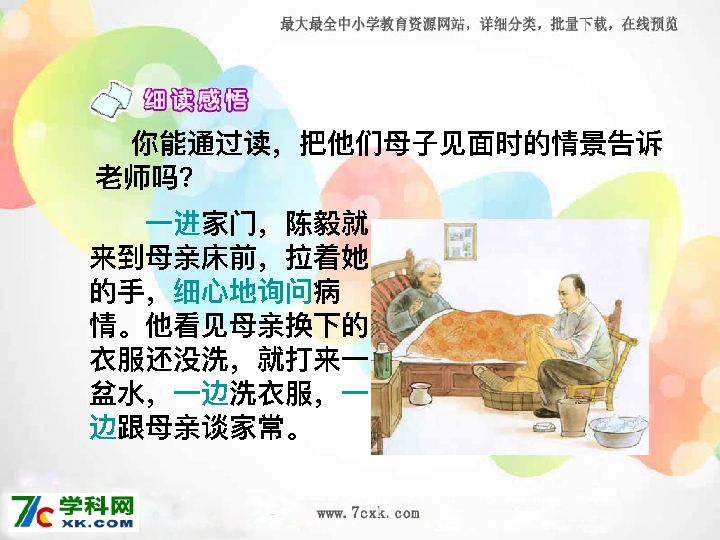 最大最全中小学教育资源网站，详细分类，批量下载，在线预览
细读感悟
你能通过读，把他们母子见面时的情景告诉
老师吗？
一进家门，陈毅就
来到母亲床前，拉着她
的手，细心地询问病
情。他看见母亲换下的
衣服还没洗，就打来一
盆水，一边洗衣服，一
边跟母亲谈家常。
7C学科网
XK.COM
www.7cxk.com